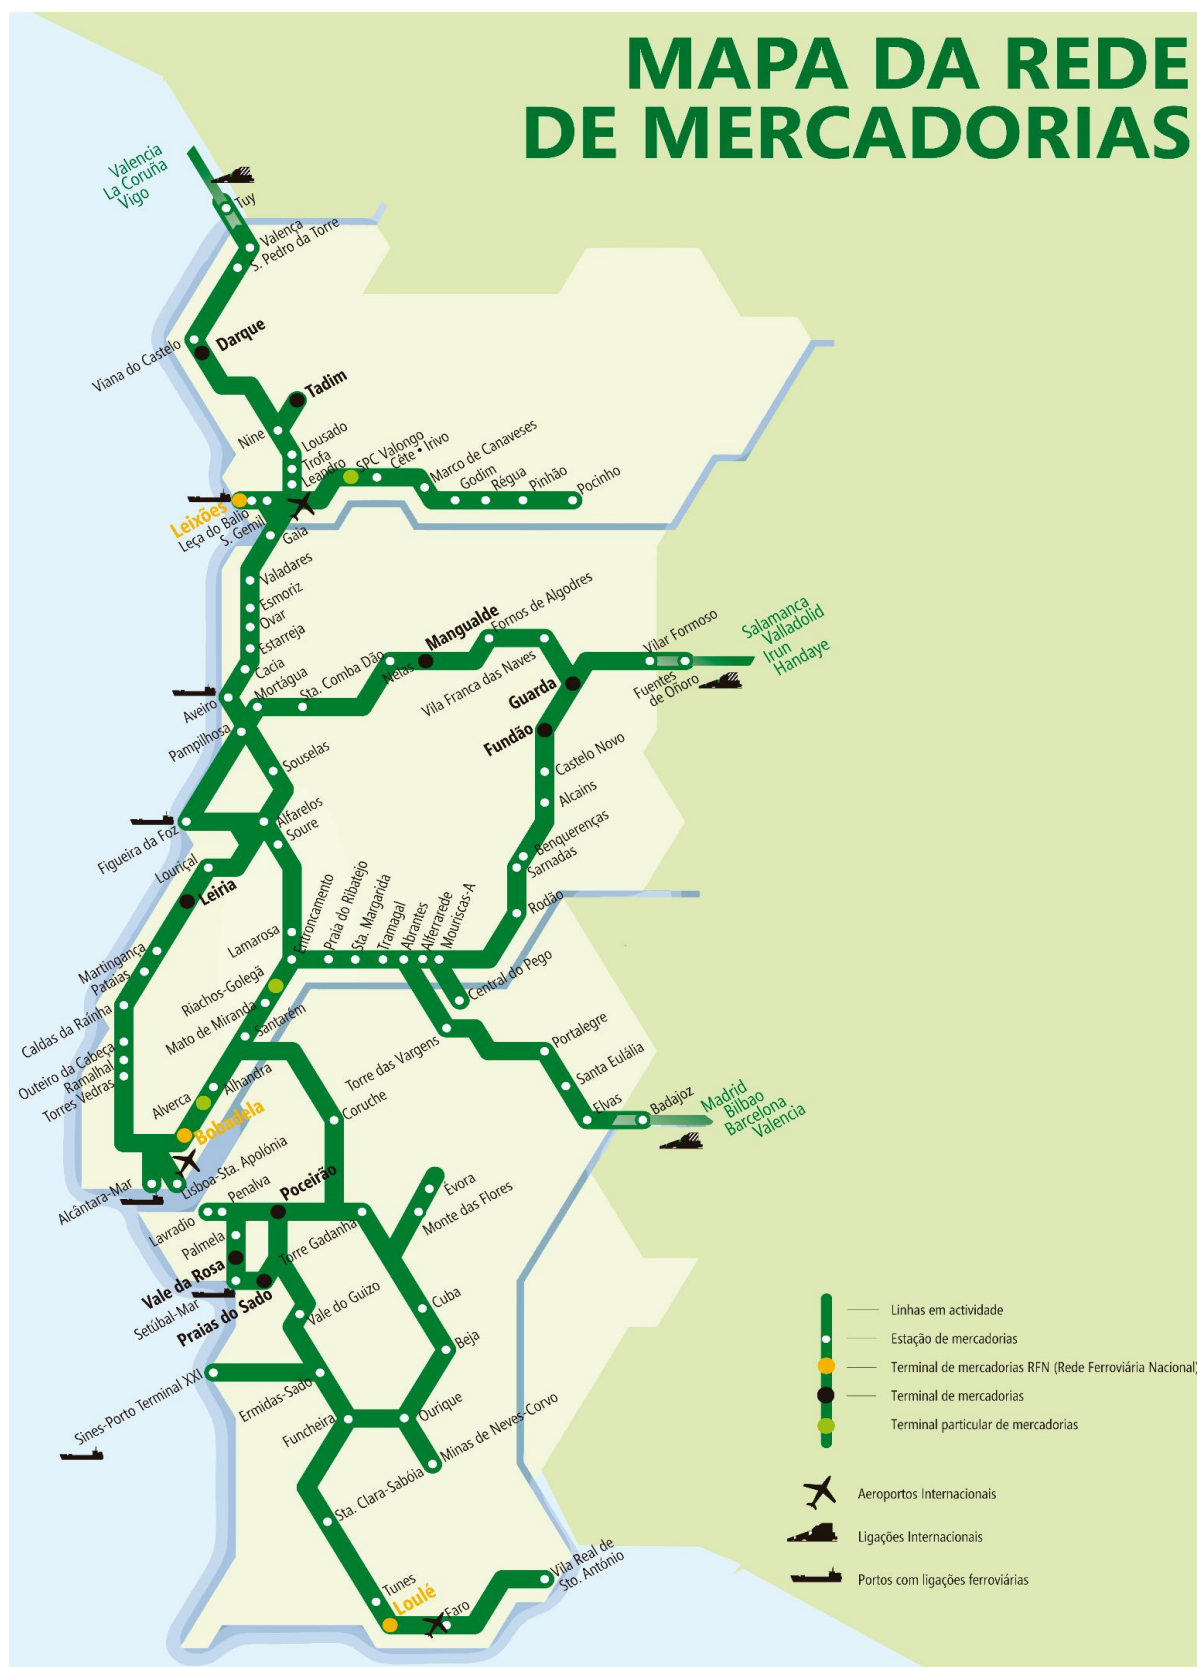 MAPA DA REDE
DE MERCADORIAS
Valencia
La Coruña
Vigo
Tuy
Valença
S. Pedro da Torre
Darque
Viana do Castelo
Tadim
Nine
Lousado
Trofa
Leandro
SPC Valongo
Cête • Irivo
Marco de Canaveses
Godim
Régua
Pinhão
Pocinho
Leixões
Leça do Balio
S. Gemil
Gaia
Valadares
Esmoriz
Ovar
Estarreja
Cacia
Aveiro
Mortágua
Sta. Comba Dão
Nelas
Mangualde
Fornos de Algodres
Vila Franca das Naves
Guarda
Vilar Formoso
Fuentes
de Oñoro
Salamanca
Valladolid
Irun
Handaye
Pampilhosa
Souselas
Fundão
Castelo Novo
Alcains
Benquerenças
Sarnadas
Rodão
Figueira da Foz
Alfarelos
Soure
Louriçal
Leiria
Martingança
Pataias
Caldas da Raínha
Outeiro da Cabeça
Ramalhal
Torres Vedras
Lamarosa
Entroncamento
Praia do Ribatejo
Sta. Margarida
Tramagal
Abrantes
Alferrarede
Mouriscas-A
Central do Pego
Riachos-Golegã
Mato de Miranda
Santarém
Torre das Vargens
Portalegre
Santa Eulália
Elvas
Badajoz
Madrid
Bilbao
Barcelona
Valencia
Alverca
Alhandra
Bobadela
Coruche
Alcântara-Mar
Lisboa-Sta. Apolónia
Lavradio
Penalva
Poceirão
Palmela
Vale da Rosa
Setúbal-Mar
Praias do Sado
Torre Gadanha
Évora
Monte das Flores
Vale do Guizo
Cuba
Beja
Sines-Porto Terminal XXI
Ermidas-Sado
Funcheira
Ourique
Minas de Neves-Corvo
Sta. Clara-Sabóia
Tunes
Loulé
Faro
Vila Real de
Sto. António
Linhas em actividade
Estação de mercadorias
Terminal de mercadorias RFN (Rede Ferroviária Nacional)
Terminal de mercadorias
Terminal particular de mercadorias
Aeroportos Internacionais
Ligações Internacionais
Portos com ligações ferroviárias